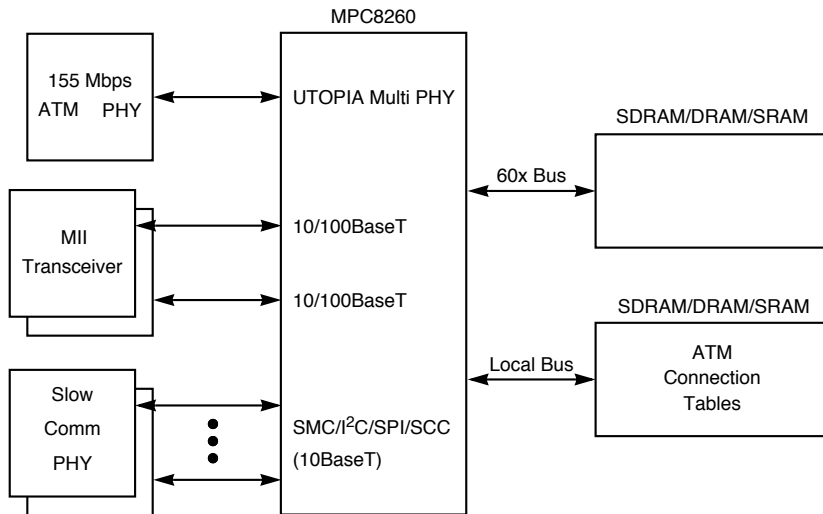 MPC8260
155 Mbps
ATM PHY
UTOPIA Multi PHY
SDRAM/DRAM/SRAM
60x Bus
MII
Transceiver
10/100BaseT
10/100BaseT
SDRAM/DRAM/SRAM
Local Bus
ATM
Connection
Tables
Slow
Comm
PHY
SMC/I²C/SPI/SCC
(10BaseT)